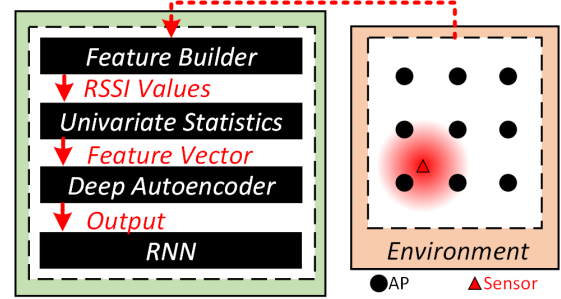 Feature Builder
RSSI Values
Univariate Statistics
Feature Vector
Deep Autoencoder
Output
RNN
Environment
AP
Sensor